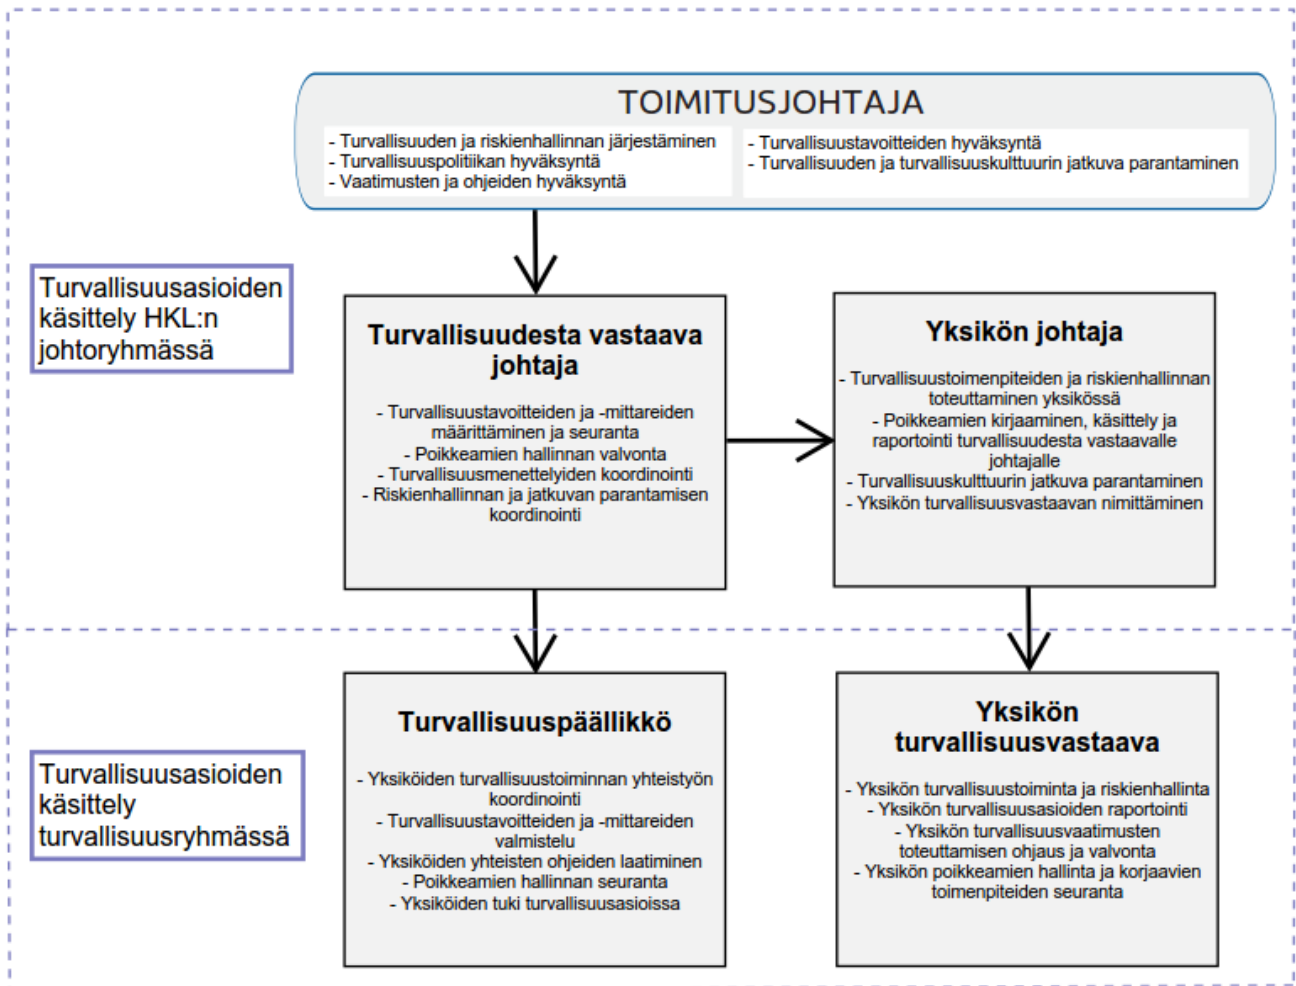 TOIMITUSJOHTAJA
- Turvallisuuden ja riskienhallinnan järjestäminen
- Turvallisuuspolitiikan hyväksyntä
- Vaatimusten ja ohjeiden hyväksyntä
- Turvallisuustavoitteiden hyväksyntä
- Turvallisuuden ja turvallisuuskulttuurin jatkuva parantaminen
Turvallisuusasioiden
käsittely HKL:n
johtoryhmässä
Turvallisuudesta vastaava
johtaja
- Turvallisuustavoitteiden ja -mittareiden
määrittäminen ja seuranta
- Poikkeamien hallinnan valvonta
- Turvallisuusmenettelyiden koordinointi
- Riskienhallinnan ja jatkuvan parantamisen
koordinointi
Yksikön johtaja
- Turvallisuustoimenpiteiden ja riskienhallinnan
toteuttaminen yksikössä
- Poikkeamien kirjaaminen, käsittely ja
raportointi turvallisuudesta vastaavalle
johtajalle
- Turvallisuuskulttuurin jatkuva parantaminen
- Yksikön turvallisuusvastaavan nimittäminen
Turvallisuusasioiden
käsittely
turvallisuusryhmässä
Turvallisuuspäällikkö
- Yksiköiden turvallisuustoiminnan yhteistyön
koordinointi
- Turvallisuustavoitteiden ja -mittareiden
valmistelu
- Yksiköiden yhteisten ohjeiden laatiminen
- Poikkeamien hallinnan seuranta
- Yksiköiden tuki turvallisuusasioissa
Yksikön
turvallisuusvastaava
- Yksikön turvallisuustoiminta ja riskienhallinta
- Yksikön turvallisuusasioiden raportointi
- Yksikön turvallisuusvaatimusten
toteuttamisen ohjaus ja valvonta
- Yksikön poikkeamien hallinta ja korjaavien
toimenpiteiden seuranta